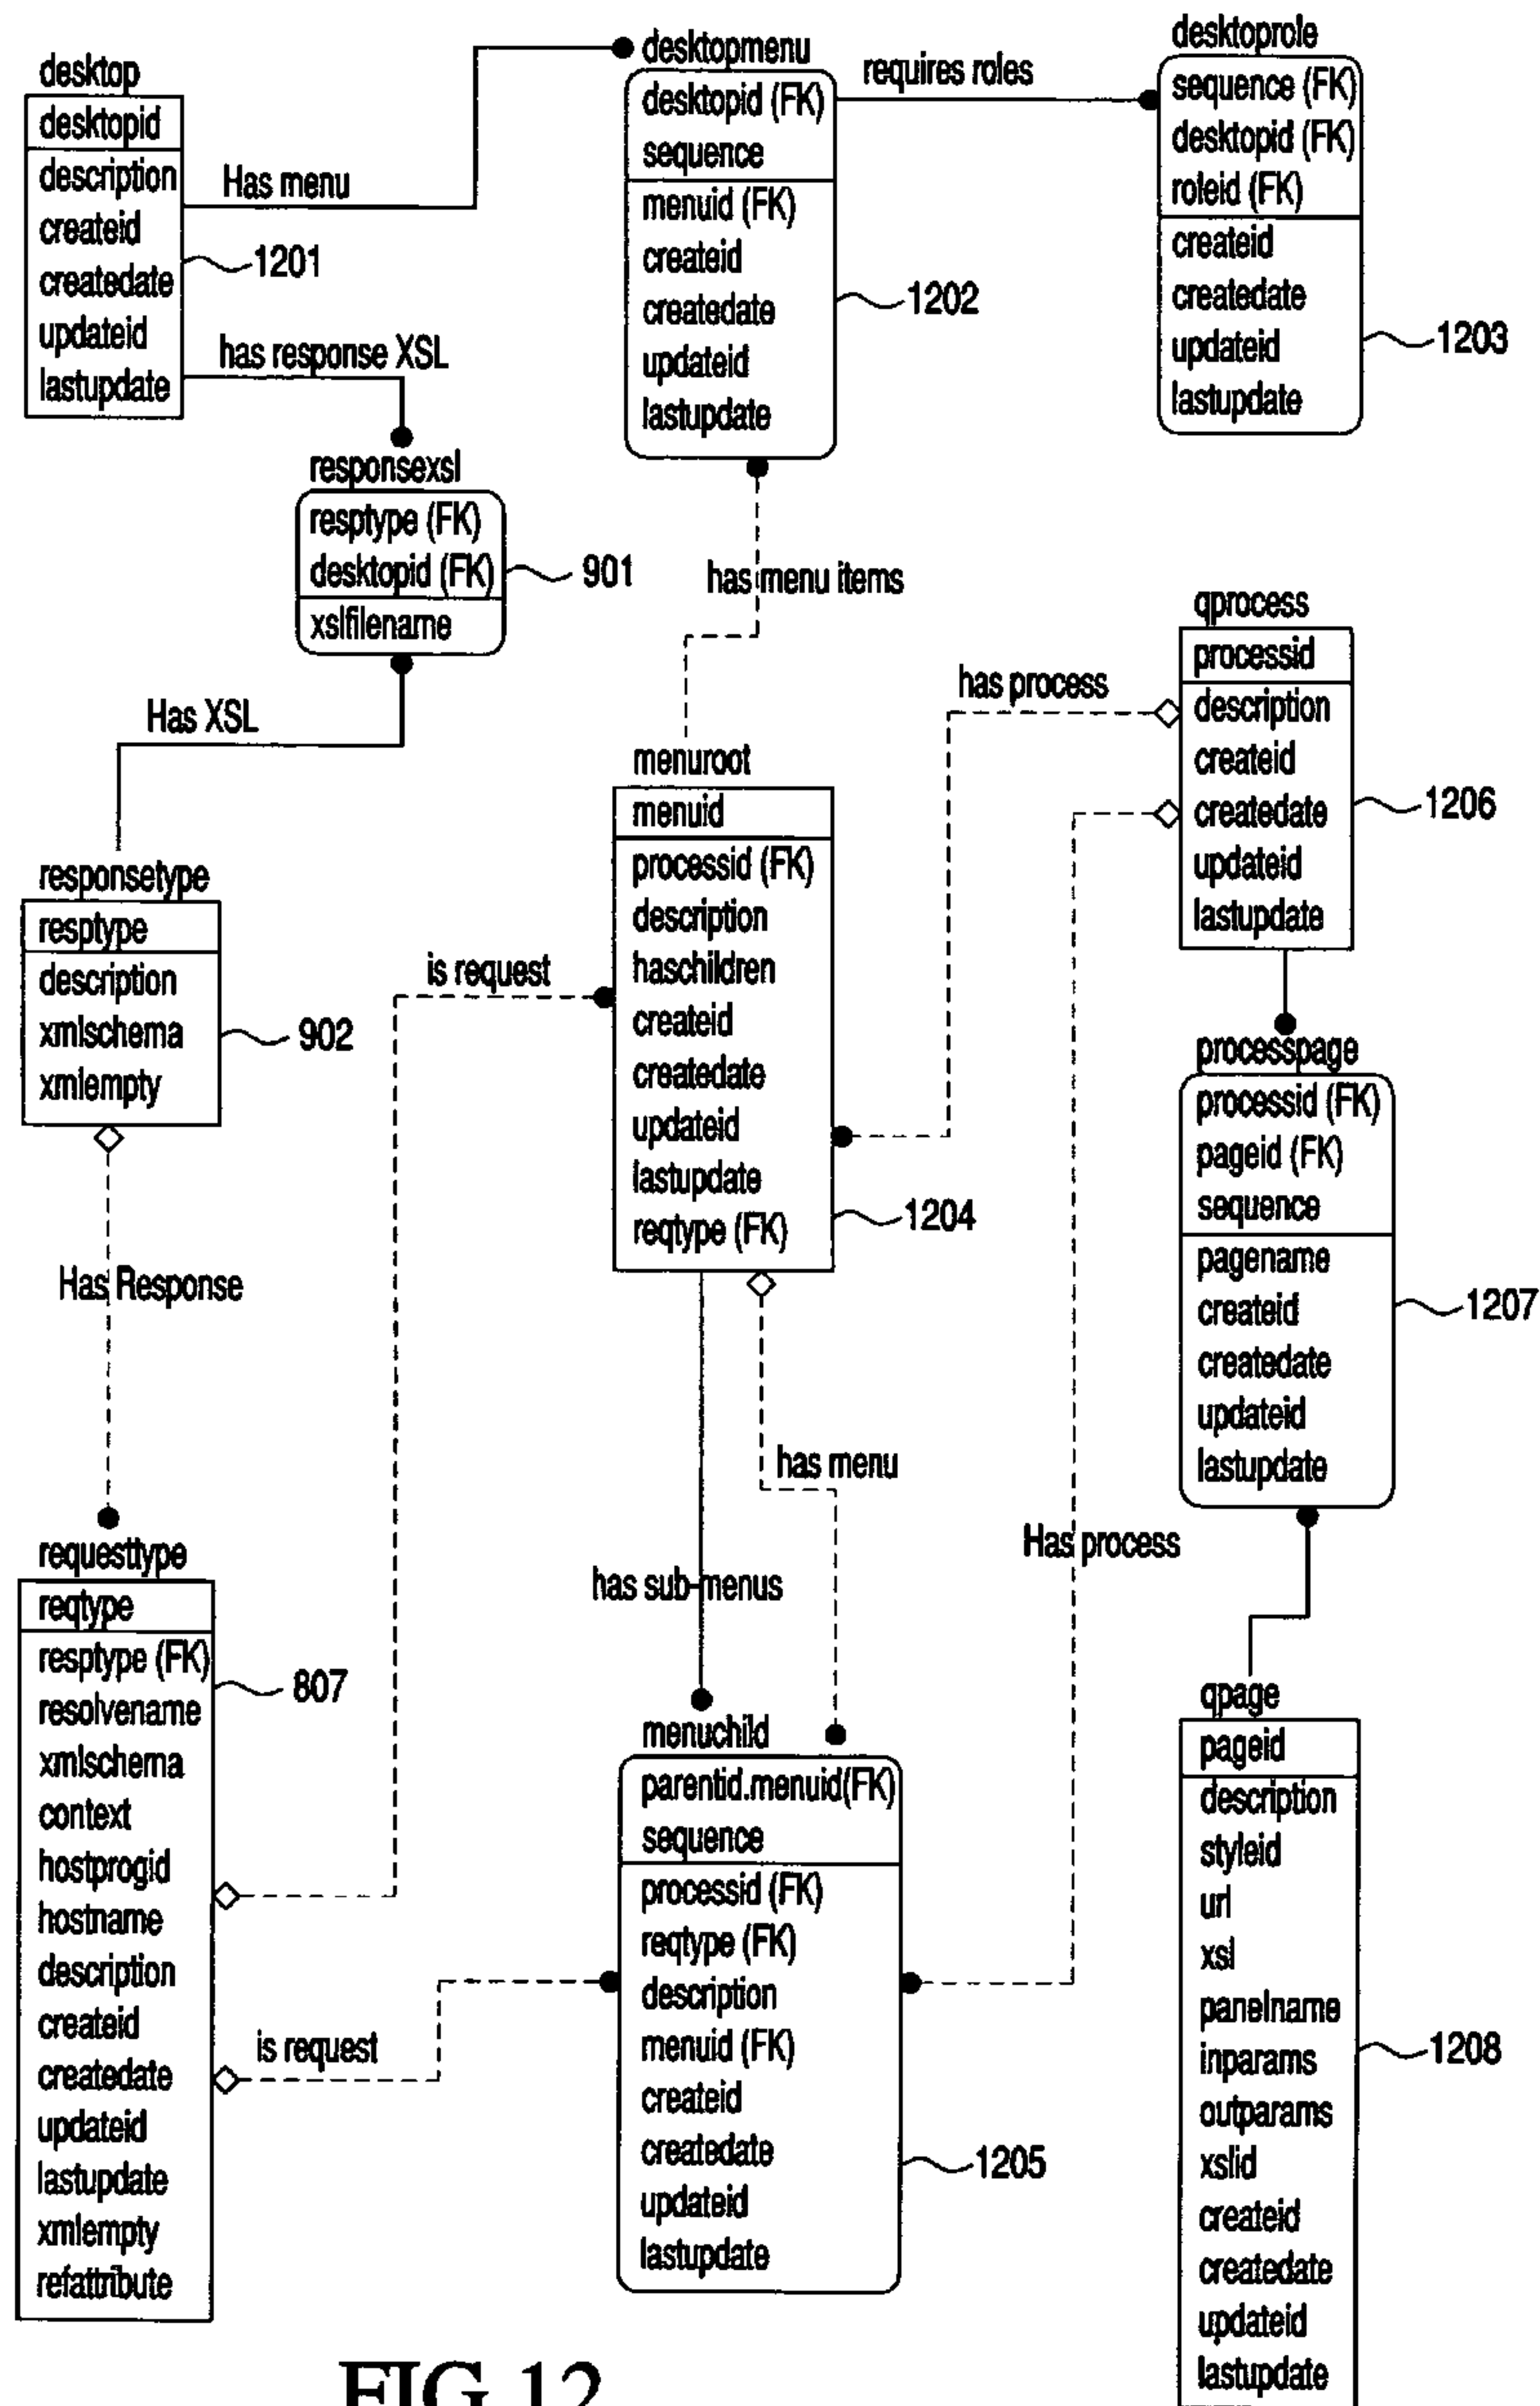 desktop
desktopid
description
createid
createdate
updateid
lastupdate
1201
Has menu
has response XSL
desktopmenu
desktopid (FK)
sequence
menuid (FK)
createid
createdate
updateid
lastupdate
1202
requires roles
desktoprole
sequence (FK)
desktopid (FK)
roleid (FK)
createid
createdate
updateid
lastupdate
1203
responsexsl
resptype (FK)
desktopid (FK)
xslfilename
901
has menu items
Has XSL
responsetype
resptype
description
xmlschema
xmlempty
902
is request
menuroot
menuid
processid (FK)
description
haschildren
createid
createdate
updateid
lastupdate
reqtype (FK)
1204
has process
qprocess
processid
description
createid
createdate
updateid
lastupdate
1206
processpage
processid (FK)
pageid (FK)
sequence
pagename
createid
createdate
updateid
lastupdate
1207
Has Response
has menu
has sub-menus
Has process
requesttype
reqtype
resptype (FK)
resolvename
xmlschema
context
hostprogid
hostname
description
createid
createdate
updateid
lastupdate
xmlempty
refattribute
807
is request
menuchild
parentid.menuid(FK)
sequence
processid (FK)
reqtype (FK)
description
menuid (FK)
createid
createdate
updateid
lastupdate
1205
qpage
pageid
description
styleid
url
xsl
panelname
inparams
outparams
xslid
createid
createdate
updateid
lastupdate
1208
FIG 12